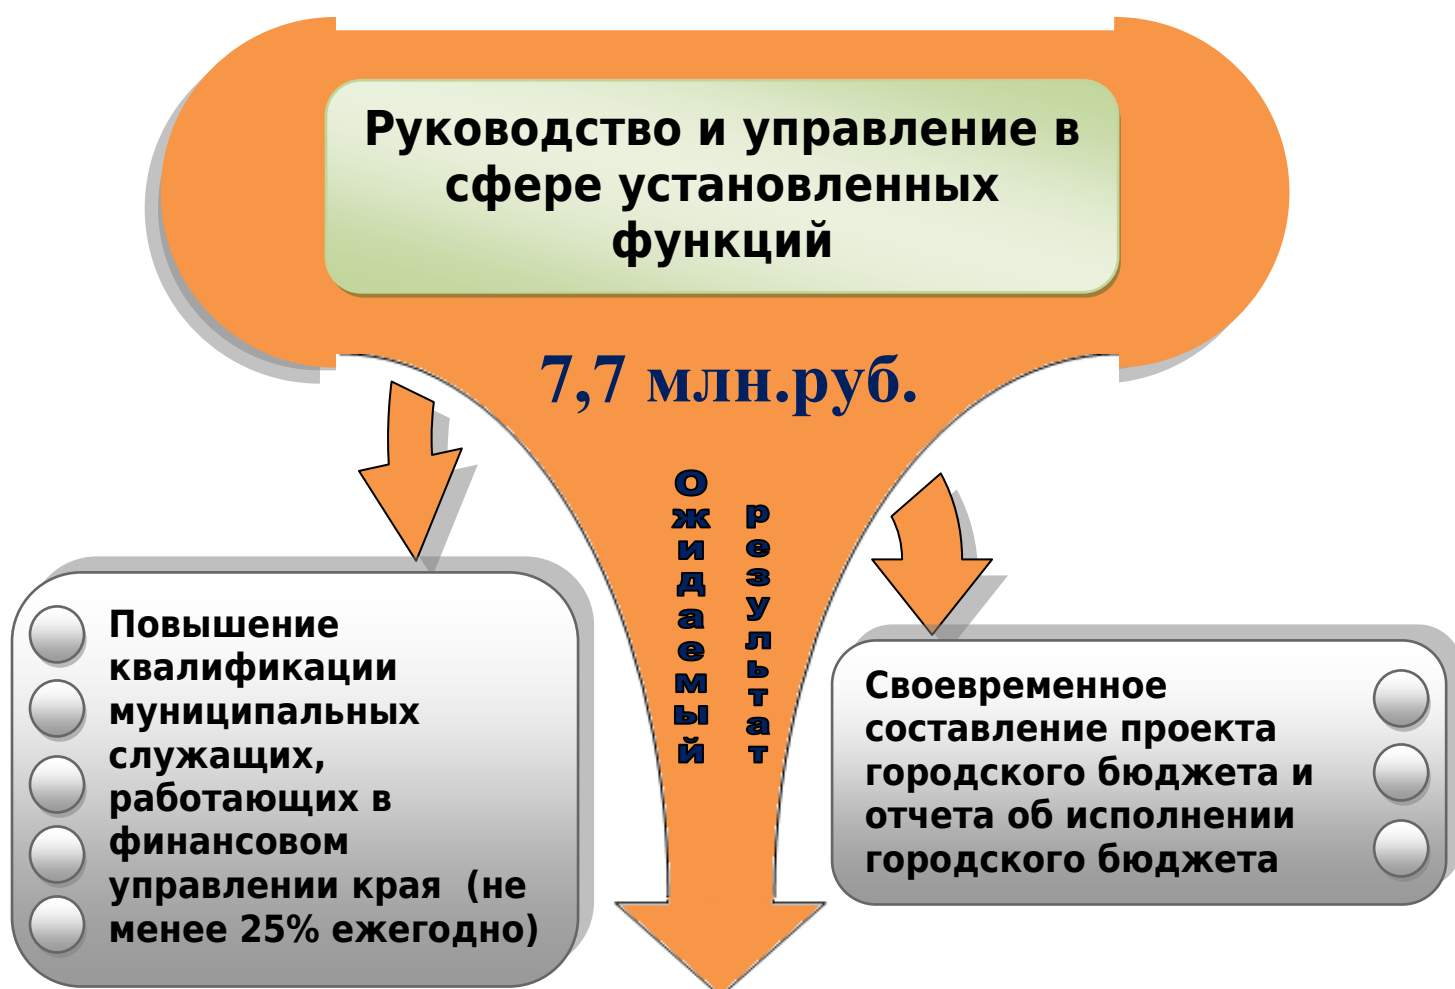 Руководство и управление в
сфере установленных
функций
7,7 млн.руб.
Ожидаемый
результат
Повышение
квалификации
муниципальных
служащих,
работающих в
финансовом
управлении края (не
менее 25% ежегодно)
Своевременное
составление проекта
городского бюджета и
отчета об исполнении
городского бюджета